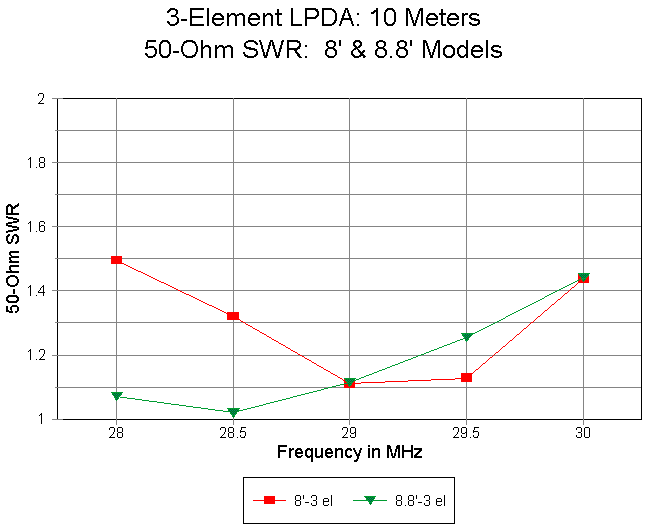 3-Element LPDA: 10 Meters
50-Ohm SWR:  8' & 8.8' Models
2
1.8
1.6
1.4
1.2
1
50-Ohm SWR
28 28.5 29 29.5 30
Frequency in MHz
8'-3 el 8.8'-3 el